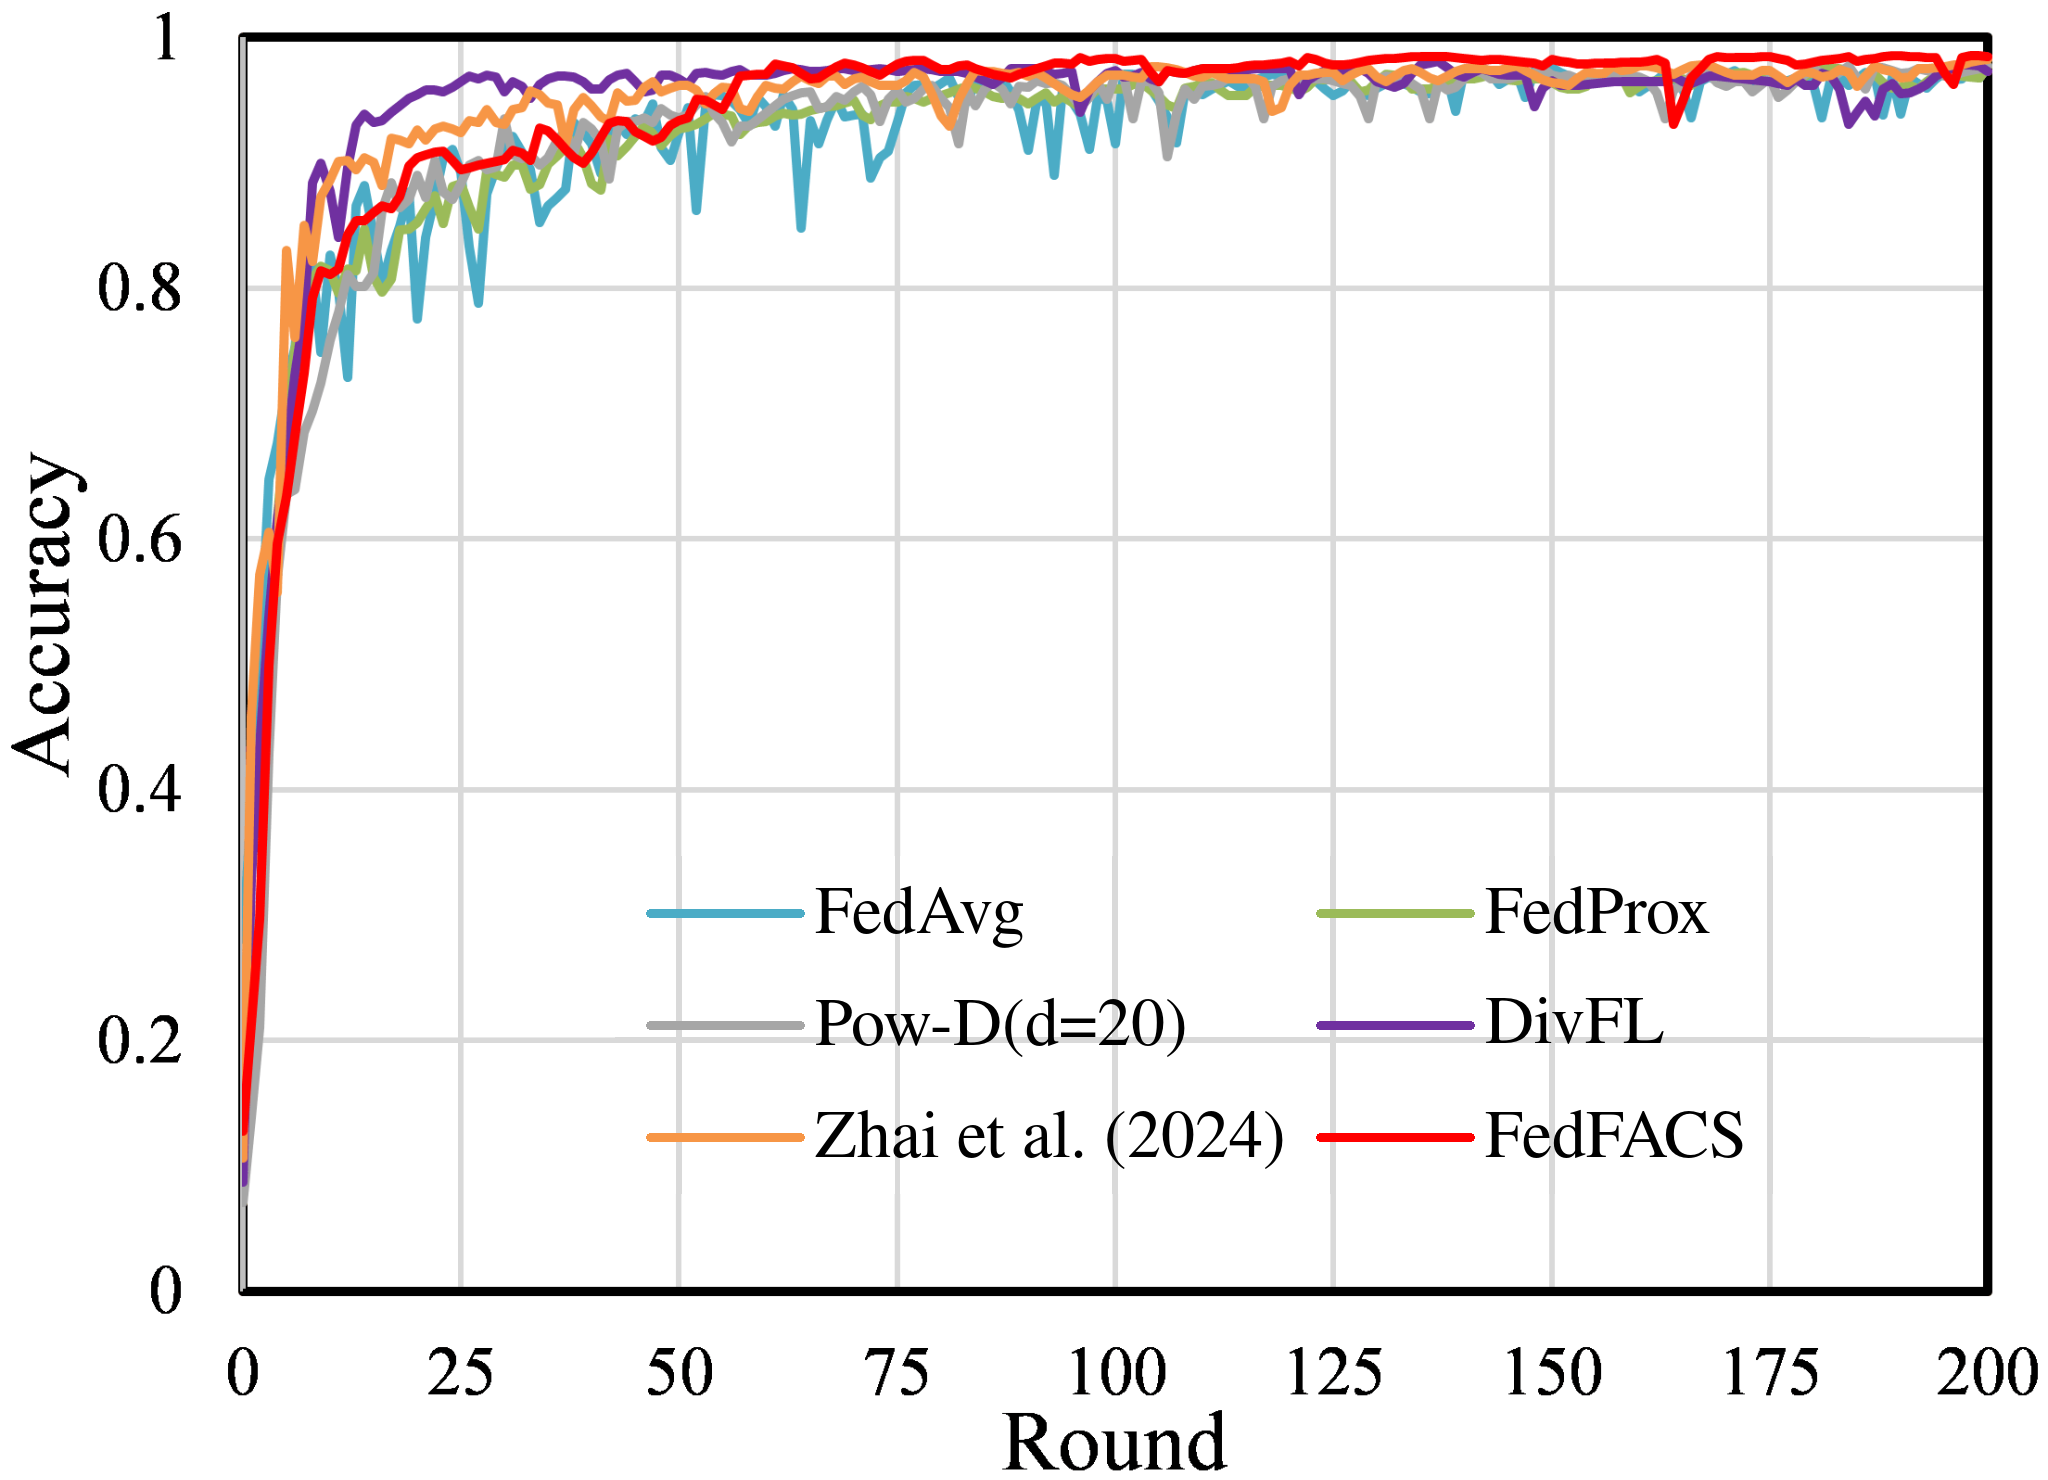 1
0.8
0.6
0.4
0.2
0
Accuracy
FedAvg FedProx
Pow-D(d=20) DivFL
Zhai et al. (2024) FedFACS
0 25 50 75 100 125 150 175 200
Round